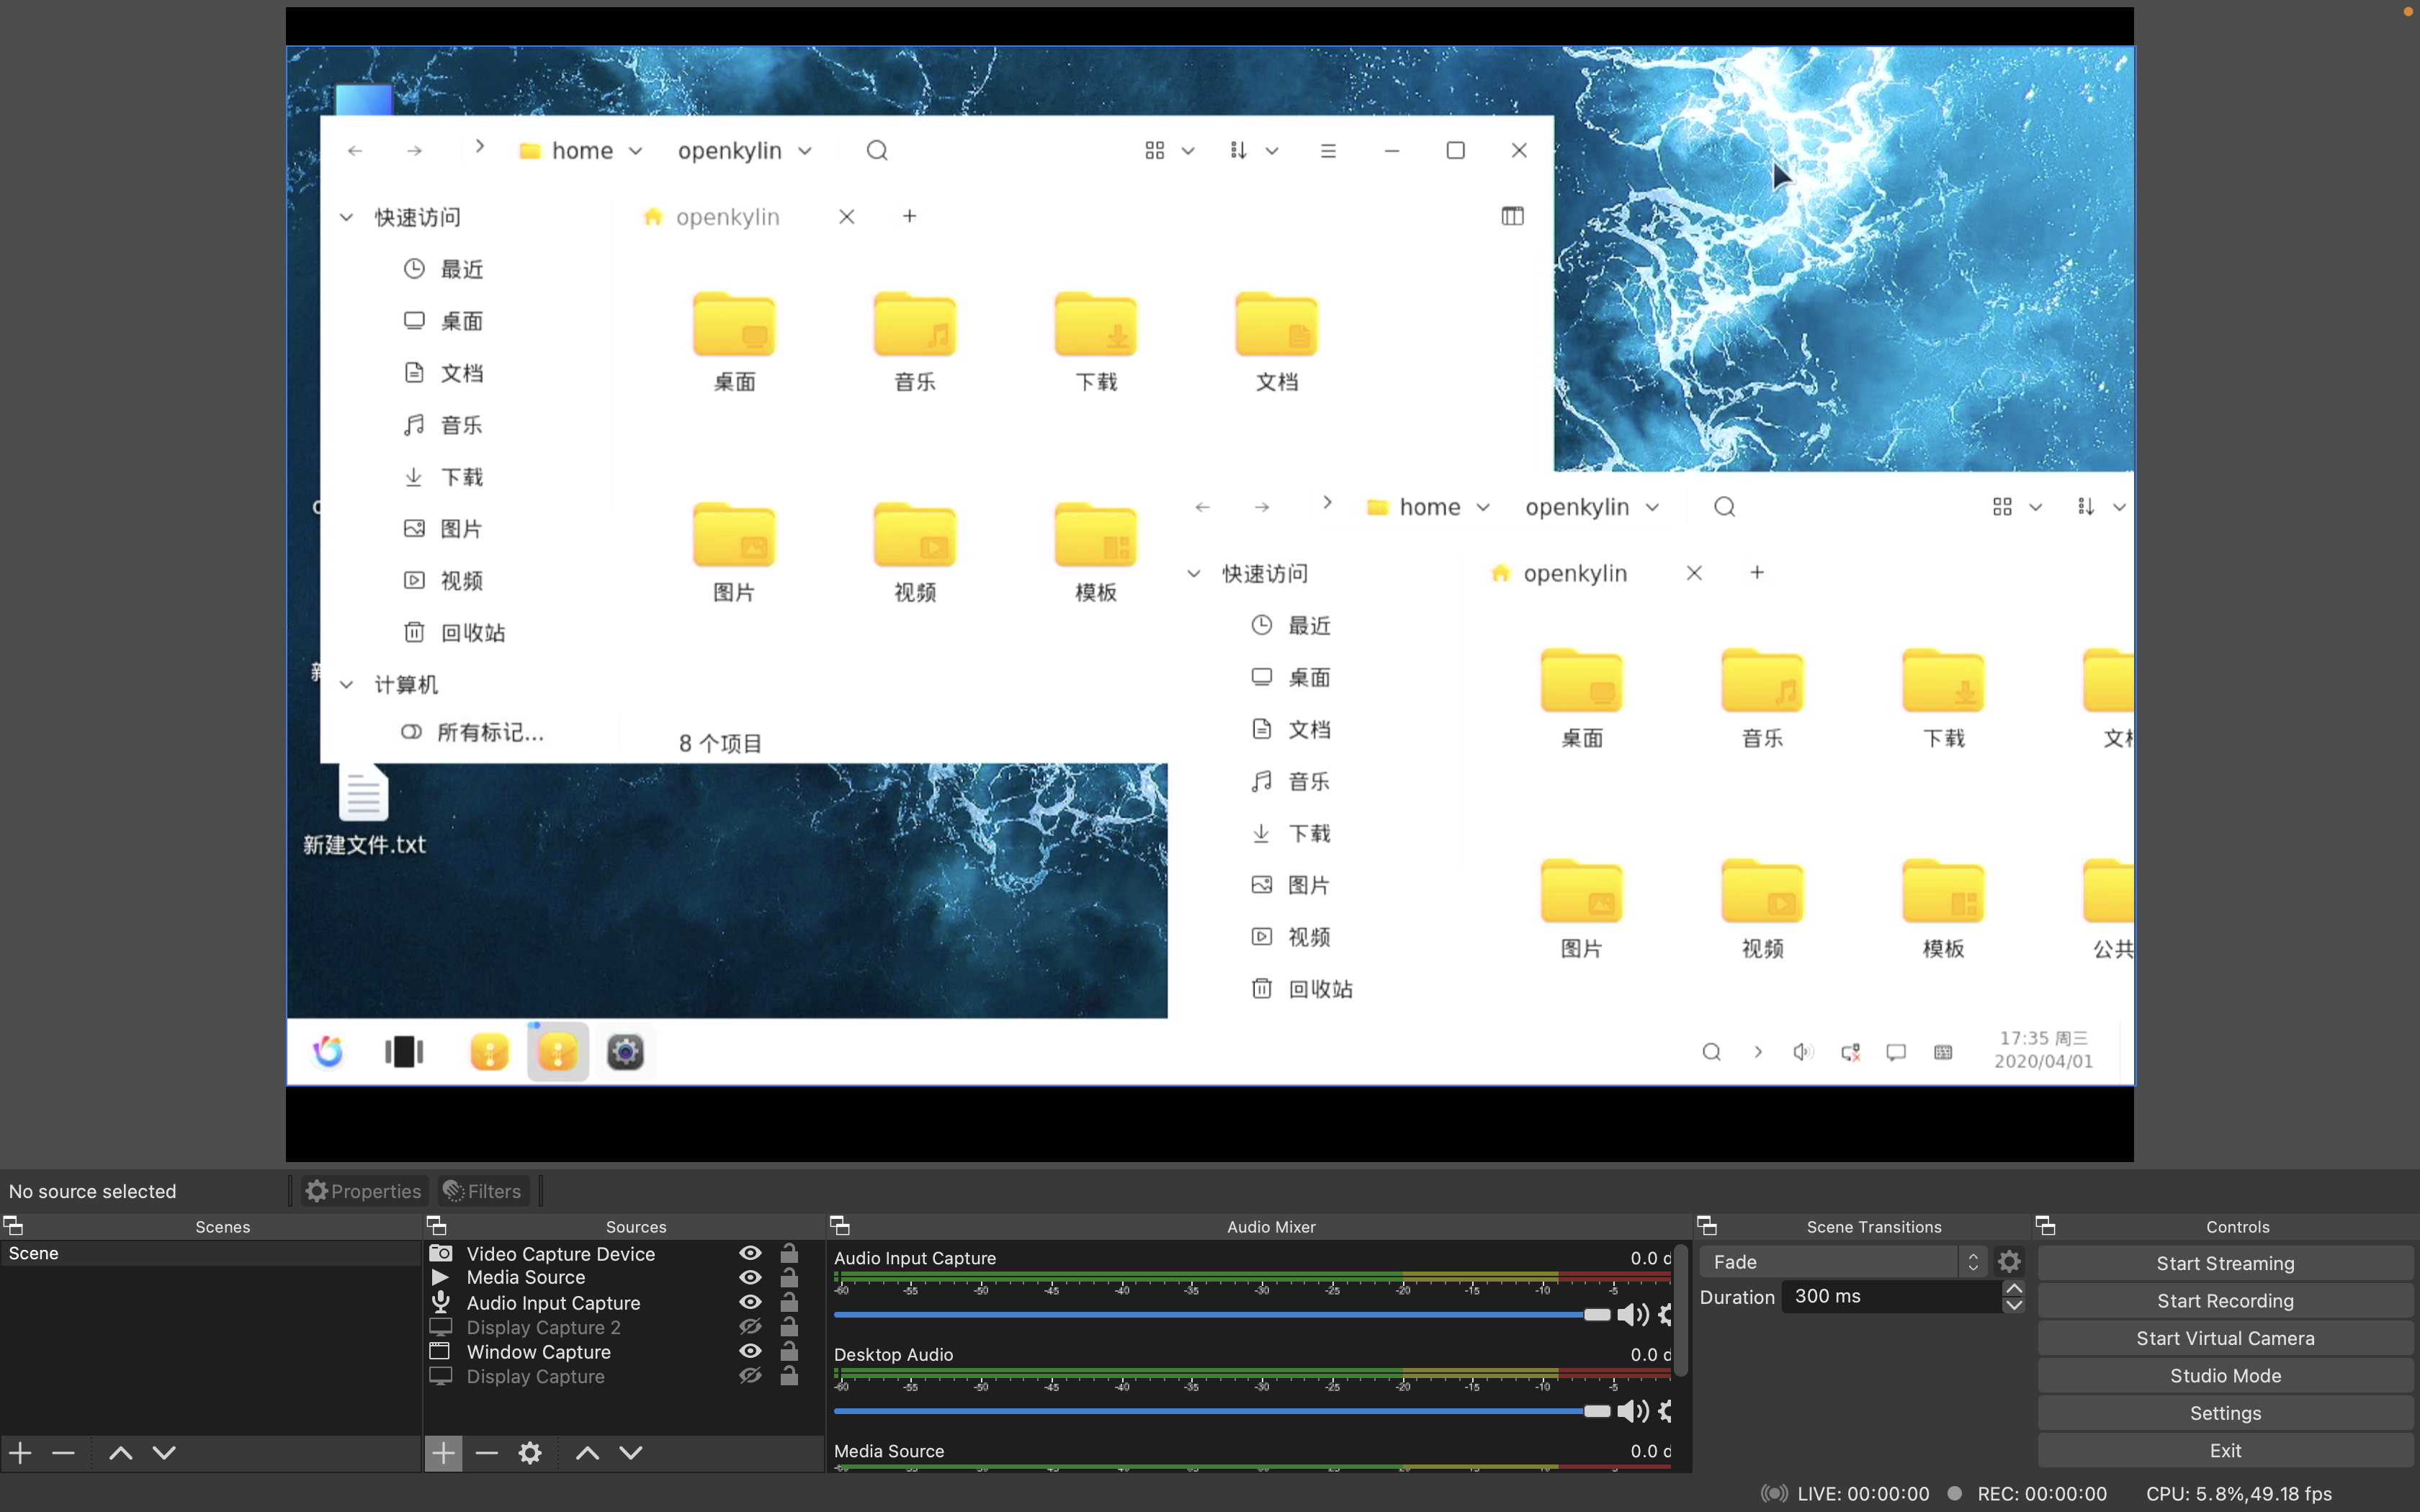 home
openkylin
快速访问
openkylin
最近
桌面
文档
音乐
下载
图片
视频
回收站
计算机
所有标记...
桌面
音乐
下载
文档
图片
视频
模板
8 个项目
新建文件.txt
home
openkylin
快速访问
openkylin
最近
桌面
文档
音乐
下载
图片
视频
回收站
桌面
音乐
下载
图片
视频
模板
公共
17:35 周三
2020/04/01
No source selected
Properties
Filters
Scenes
Scene
Sources
Video Capture Device
Media Source
Audio Input Capture
Display Capture 2
Window Capture
Display Capture
Audio Mixer
Audio Input Capture
0.0 d
-60 -55 -50 -45 -40 -35 -30 -25 -20 -15 -10 -5
Desktop Audio
0.0 d
-60 -55 -50 -45 -40 -35 -30 -25 -20 -15 -10 -5
Media Source
0.0 d
Scene Transitions
Fade
Duration
300 ms
Controls
Start Streaming
Start Recording
Start Virtual Camera
Studio Mode
Settings
Exit
LIVE: 00:00:00
REC: 00:00:00
CPU: 5.8%,49.18 fps